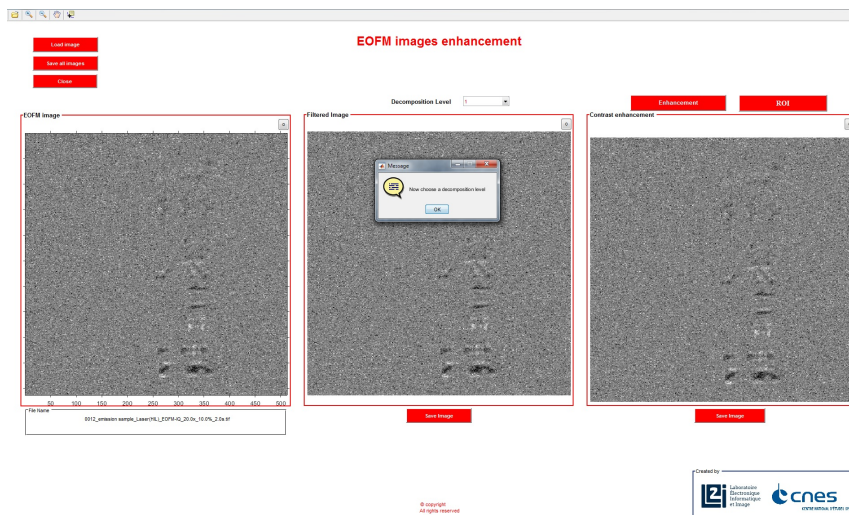 Load image
EOFM images enhancement
Save all images
Close
Decomposition Level 1
Enhancement
ROI
EOFM Image
Filtered Image
Contrast enhancement
Message
Now choose a decomposition level
OK
50 100 150 200 250 300 350 400 450 500
File Name
0012_emission sample_Laser(HL)_EOFM-IQ_20.0x_10.0%_2.0x.tif
Save Image
Save Image
Created by
L2i
Laboratoire
Électronique
Informatique
et Image
cnes
© copyright
All rights reserved